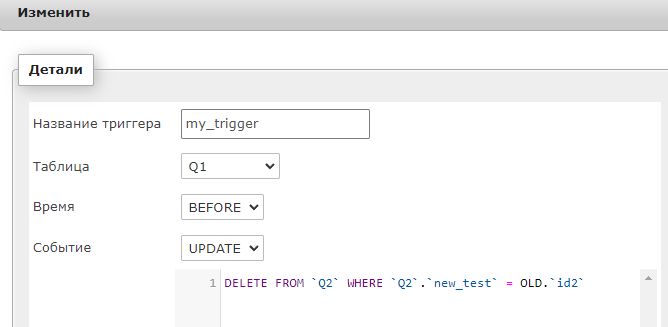 Изменить
Детали
Название триггера my_trigger
Таблица Q1
Время BEFORE
Событие UPDATE
1 DELETE FROM `Q2` WHERE `Q2`.`new_test` = OLD.`id2`